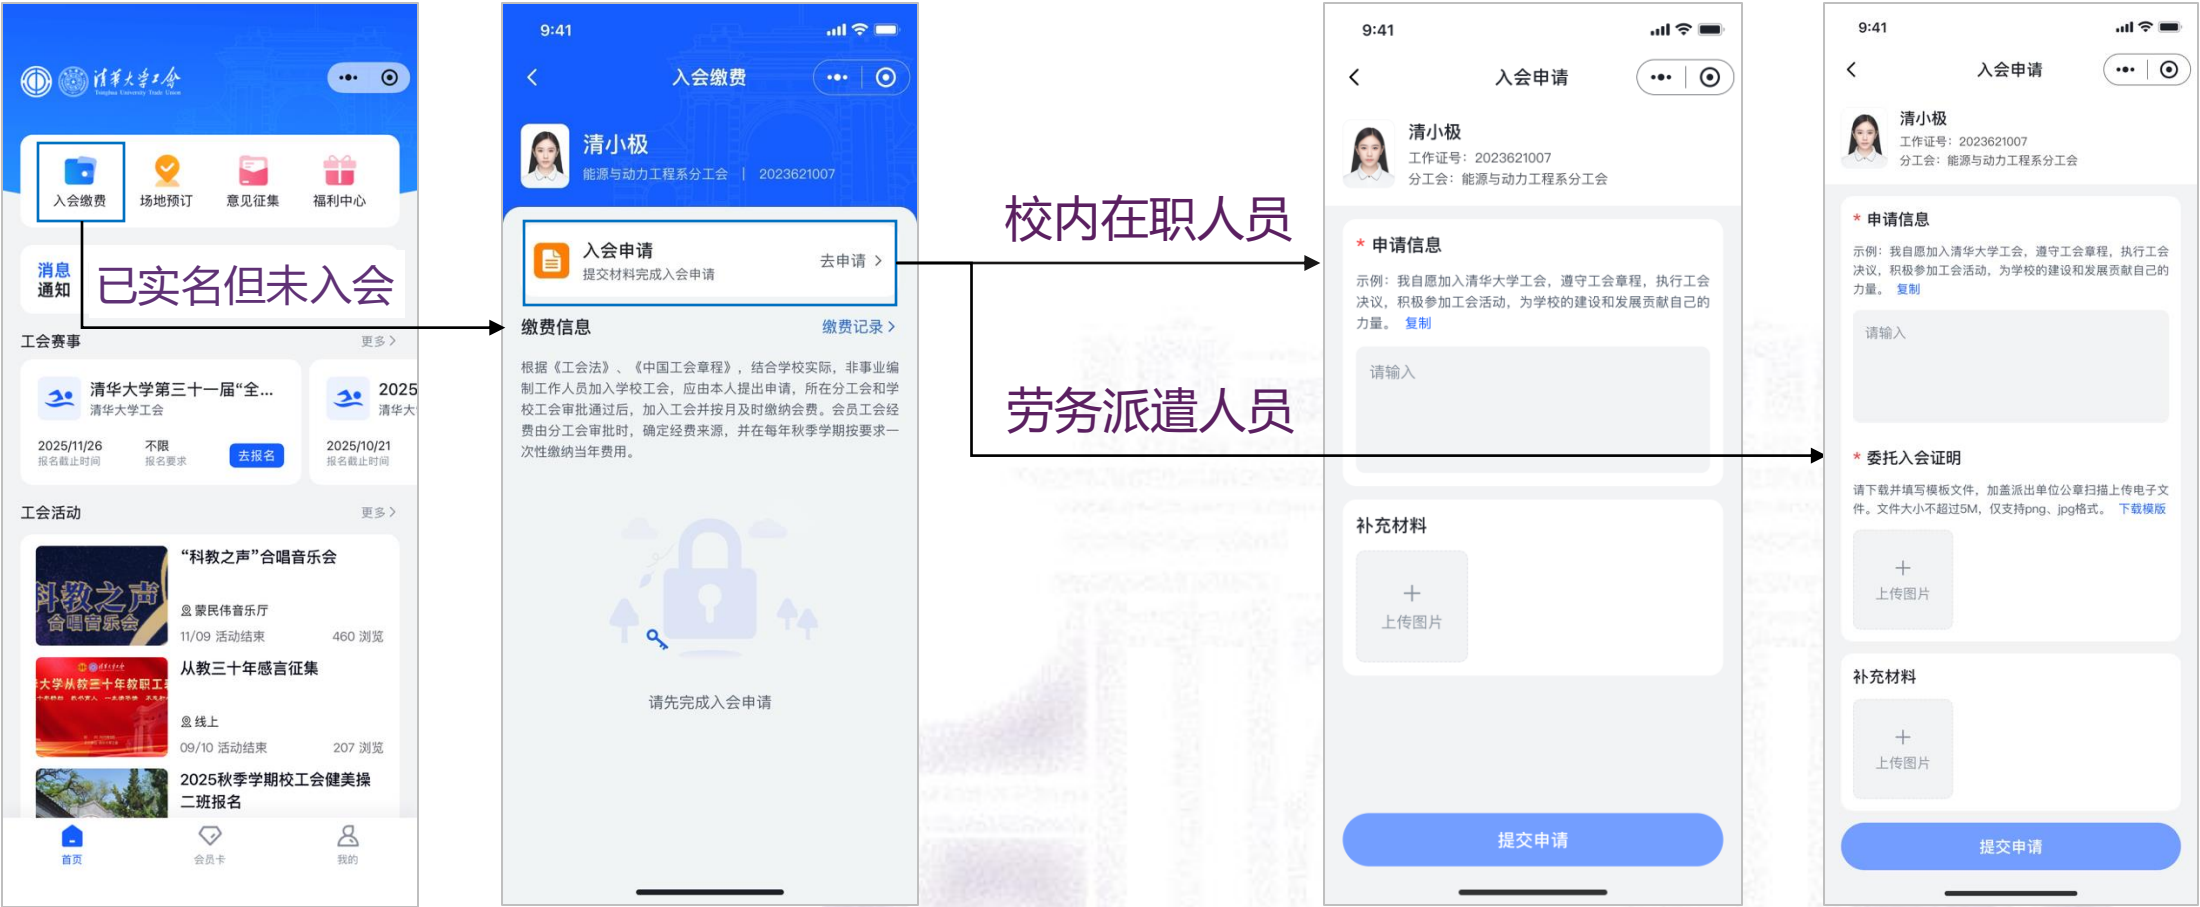 清华大学工会
Tsinghua University Trade Union
入会缴费
场地预订
意见征集
福利中心
消息
通知
已实名但未入会
工会赛事
更多
清华大学第三十一届“全...
清华大学工会
2025/11/26
报名截止时间
不限
报名要求
去报名
2025
清华大
2025/10/21
报名截止时间
工会活动
更多
科教之声
合唱音乐会
“科教之声”合唱音乐会
蒙民伟音乐厅
11/09 活动结束
460 浏览
大学从教三十年教职工
从教三十年感言征集
线上
09/10 活动结束
207 浏览
2025秋季学期校工会健美操
二班报名
首页
会员卡
我的
9:41
入会缴费
清小极
能源与动力工程系分工会 | 2023621007
入会申请
提交材料完成入会申请
去申请
缴费信息
缴费记录
根据《工会法》、《中国工会章程》，结合学校实际，非事业编
制工作人员加入学校工会，应由本人提出申请，所在分工会和学
校工会审批通过后，加入工会并按月及时缴纳会费。会员工会经
费由分工会审批时，确定经费来源，并在每年秋季学期按要求一
次性缴纳当年费用。
请先完成入会申请
校内在职人员
劳务派遣人员
9:41
入会申请
清小极
工作证号：2023621007
分工会：能源与动力工程系分工会
* 申请信息
示例：我自愿加入清华大学工会，遵守工会章程，执行工会
决议，积极参加工会活动，为学校的建设和发展贡献自己的
力量。 复制
请输入
补充材料
上传图片
提交申请
9:41
入会申请
清小极
工作证号：2023621007
分工会：能源与动力工程系分工会
* 申请信息
示例：我自愿加入清华大学工会，遵守工会章程，执行工会
决议，积极参加工会活动，为学校的建设和发展贡献自己的
力量。 复制
请输入
* 委托入会证明
请下载并填写模板文件，加盖派出单位公章扫描上传电子文
件。文件大小不超过5M，仅支持png、jpg格式。 下载模版
上传图片
补充材料
上传图片
提交申请